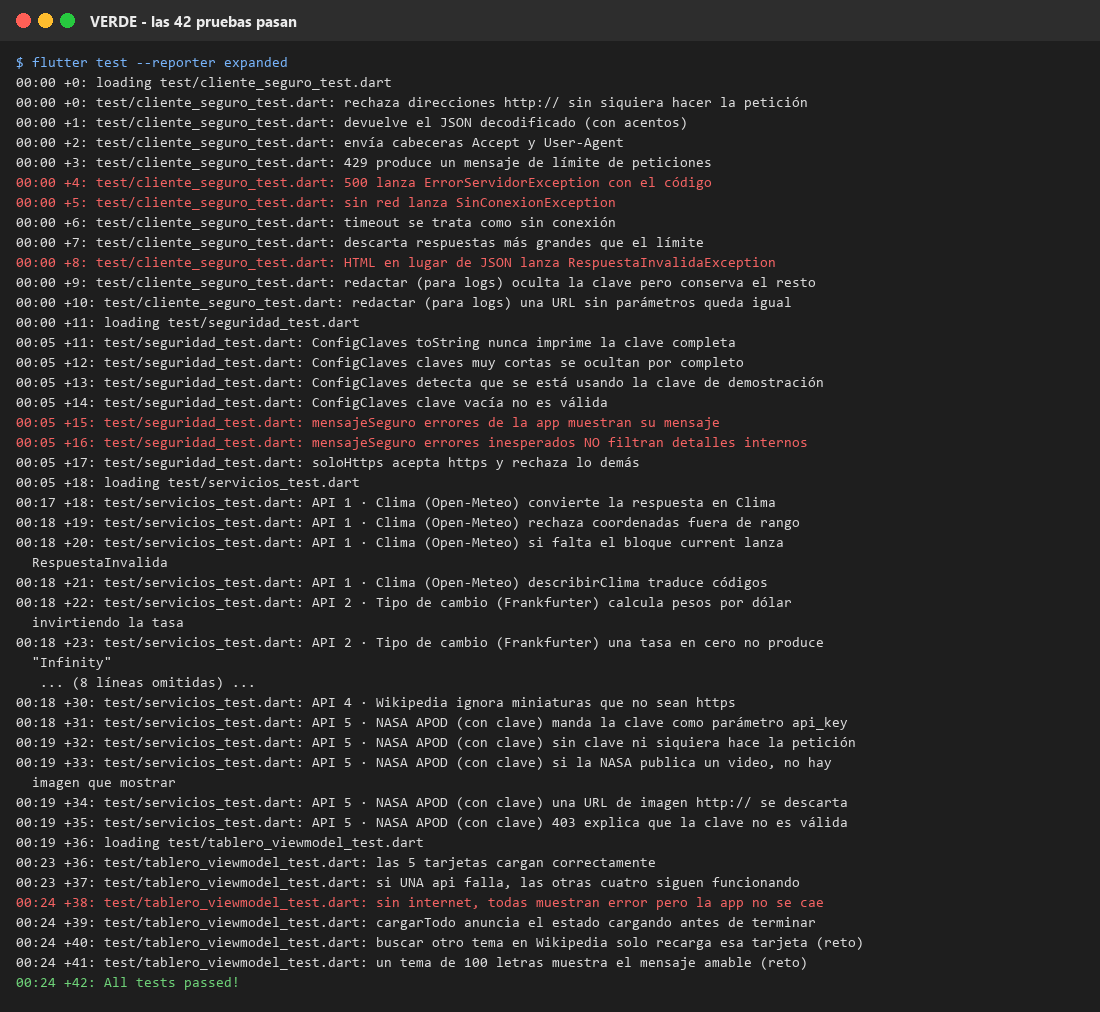 VERDE - las 42 pruebas pasan
$ flutter test --reporter expanded
00:00 +0: loading test/cliente_seguro_test.dart
00:00 +0: test/cliente_seguro_test.dart: rechaza direcciones http:// sin siquiera hacer la petición
00:00 +1: test/cliente_seguro_test.dart: devuelve el JSON decodificado (con acentos)
00:00 +2: test/cliente_seguro_test.dart: envía cabeceras Accept y User-Agent
00:00 +3: test/cliente_seguro_test.dart: 429 produce un mensaje de límite de peticiones
00:00 +4: test/cliente_seguro_test.dart: 500 lanza ErrorServidorException con el código
00:00 +5: test/cliente_seguro_test.dart: sin red lanza SinConexionException
00:00 +6: test/cliente_seguro_test.dart: timeout se trata como sin conexión
00:00 +7: test/cliente_seguro_test.dart: descarta respuestas más grandes que el límite
00:00 +8: test/cliente_seguro_test.dart: HTML en lugar de JSON lanza RespuestaInvalidaException
00:00 +9: test/cliente_seguro_test.dart: redactar (para logs) oculta la clave pero conserva el resto
00:00 +10: test/cliente_seguro_test.dart: redactar (para logs) una URL sin parámetros queda igual
00:00 +11: loading test/seguridad_test.dart
00:05 +11: test/seguridad_test.dart: ConfigClaves toString nunca imprime la clave completa
00:05 +12: test/seguridad_test.dart: ConfigClaves claves muy cortas se ocultan por completo
00:05 +13: test/seguridad_test.dart: ConfigClaves detecta que se está usando la clave de demostración
00:05 +14: test/seguridad_test.dart: ConfigClaves clave vacía no es válida
00:05 +15: test/seguridad_test.dart: mensajeSeguro errores de la app muestran su mensaje
00:05 +16: test/seguridad_test.dart: mensajeSeguro errores inesperados NO filtran detalles internos
00:05 +17: test/seguridad_test.dart: soloHttps acepta https y rechaza lo demás
00:05 +18: loading test/servicios_test.dart
00:17 +18: test/servicios_test.dart: API 1 · Clima (Open-Meteo) convierte la respuesta en Clima
00:18 +19: test/servicios_test.dart: API 1 · Clima (Open-Meteo) rechaza coordenadas fuera de rango
00:18 +20: test/servicios_test.dart: API 1 · Clima (Open-Meteo) si falta el bloque current lanza
RespuestaInvalida
00:18 +21: test/servicios_test.dart: API 1 · Clima (Open-Meteo) describirClima traduce códigos
00:18 +22: test/servicios_test.dart: API 2 · Tipo de cambio (Frankfurter) calcula pesos por dólar
invirtiendo la tasa
00:18 +23: test/servicios_test.dart: API 2 · Tipo de cambio (Frankfurter) una tasa en cero no produce
"Infinity"
... (8 líneas omitidas) ...
00:18 +30: test/servicios_test.dart: API 4 · Wikipedia ignora miniaturas que no sean https
00:18 +31: test/servicios_test.dart: API 5 · NASA APOD (con clave) manda la clave como parámetro api_key
00:19 +32: test/servicios_test.dart: API 5 · NASA APOD (con clave) sin clave ni siquiera hace la petición
00:19 +33: test/servicios_test.dart: API 5 · NASA APOD (con clave) si la NASA publica un video, no hay
imagen que mostrar
00:19 +34: test/servicios_test.dart: API 5 · NASA APOD (con clave) una URL de imagen http:// se descarta
00:19 +35: test/servicios_test.dart: API 5 · NASA APOD (con clave) 403 explica que la clave no es válida
00:19 +36: loading test/tablero_viewmodel_test.dart
00:23 +36: test/tablero_viewmodel_test.dart: las 5 tarjetas cargan correctamente
00:23 +37: test/tablero_viewmodel_test.dart: si UNA api falla, las otras cuatro siguen funcionando
00:24 +38: test/tablero_viewmodel_test.dart: sin internet, todas muestran error pero la app no se cae
00:24 +39: test/tablero_viewmodel_test.dart: cargarTodo anuncia el estado cargando antes de terminar
00:24 +40: test/tablero_viewmodel_test.dart: buscar otro tema en Wikipedia solo recarga esa tarjeta (reto)
00:24 +41: test/tablero_viewmodel_test.dart: un tema de 100 letras muestra el mensaje amable (reto)
00:24 +42: All tests passed!